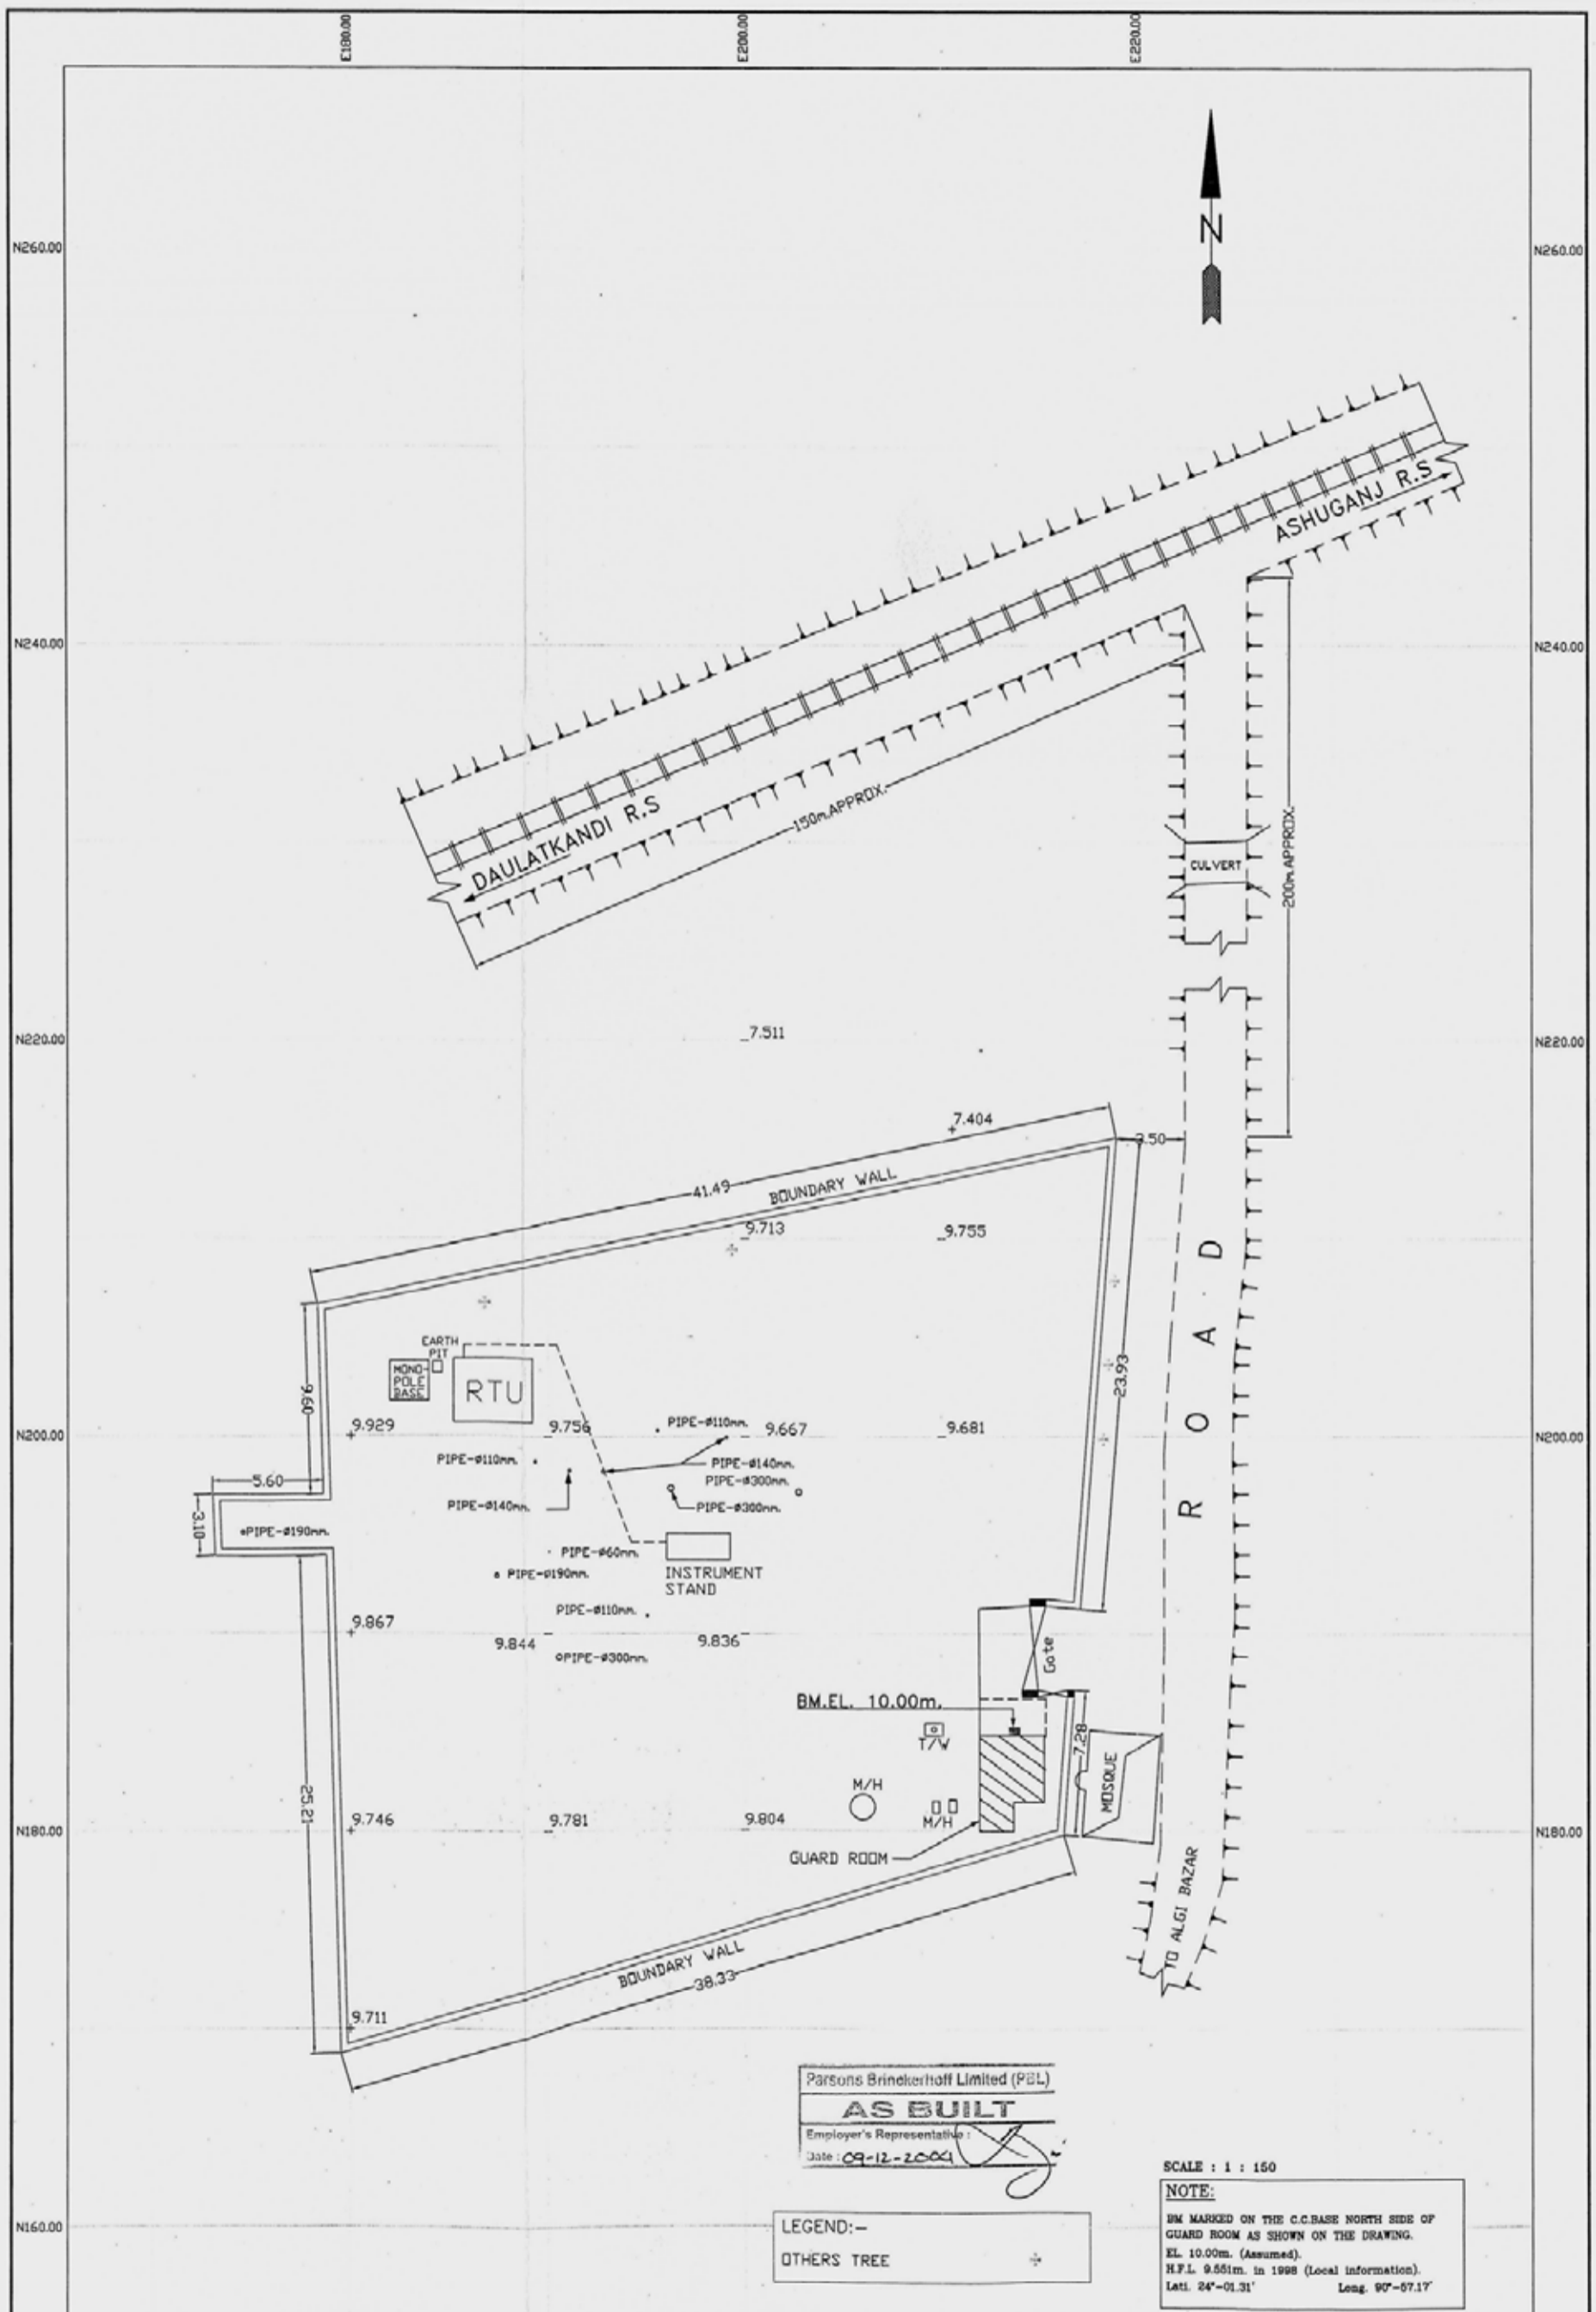 E180.00
E200.00
E220.00
N260.00
N260.00
N
ASHUGANJ R.S
N240.00
N240.00
DAULATKANDI R.S
150m.APPROX.
CULVERT
200m.APPROX.
7.511
N220.00
N220.00
7.404
3.50
41.49
BOUNDARY WALL
9.713
9.755
ROAD
EARTH
PIT
MONO-
POLE
BASE
RTU
9.60
23.93
9.929
9.756
PIPE-ø110mm.
9.667
9.681
N200.00
N200.00
PIPE-ø110mm.
PIPE-ø140mm.
PIPE-ø300mm.
5.60
PIPE-ø140mm.
PIPE-ø300mm.
3.10
PIPE-ø190mm.
PIPE-ø60mm.
PIPE-ø190mm.
INSTRUMENT
STAND
PIPE-ø110mm.
9.867
9.844
9.836
PIPE-ø300mm.
Gate
BM.EL. 10.00m.
T/W
7.28
MOSQUE
M/H
M/H
25.21
9.746
9.781
9.804
N180.00
N180.00
GUARD ROOM
TO ALGI BAZAR
BOUNDARY WALL
38.33
9.711
Parsons Brinckerhoff Limited (PBL)
AS BUILT
Employer's Representative :
Date : 09-12-2004
SCALE : 1 : 150
NOTE:
BM MARKED ON THE C.C.BASE NORTH SIDE OF
GUARD ROOM AS SHOWN ON THE DRAWING.
EL. 10.00m. (Assumed).
H.F.L. 9.551m. in 1998 (Local information).
Lati. 24°-01.31' Long. 90°-57.17'
N160.00
LEGEND:-
OTHERS TREE